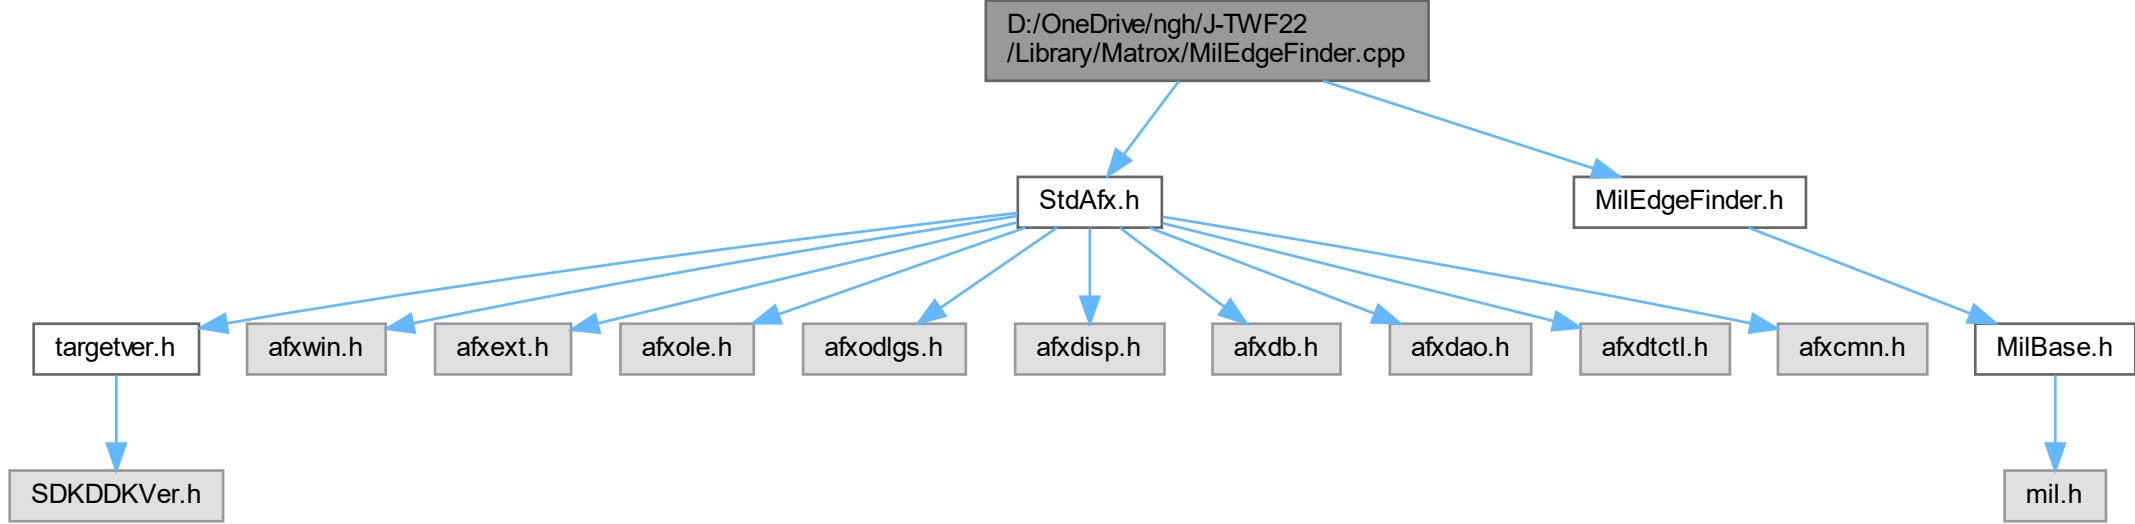 D:/OneDrive/ngh/J-TWF22
/Library/Matrox/MilEdgeFinder.cpp
StdAfx.h
MilEdgeFinder.h
targetver.h
afxwin.h
afxext.h
afxole.h
afxodlgs.h
afxdisp.h
afxdb.h
afxdao.h
afxdtctl.h
afxcmn.h
MilBase.h
SDKDDKVer.h
mil.h